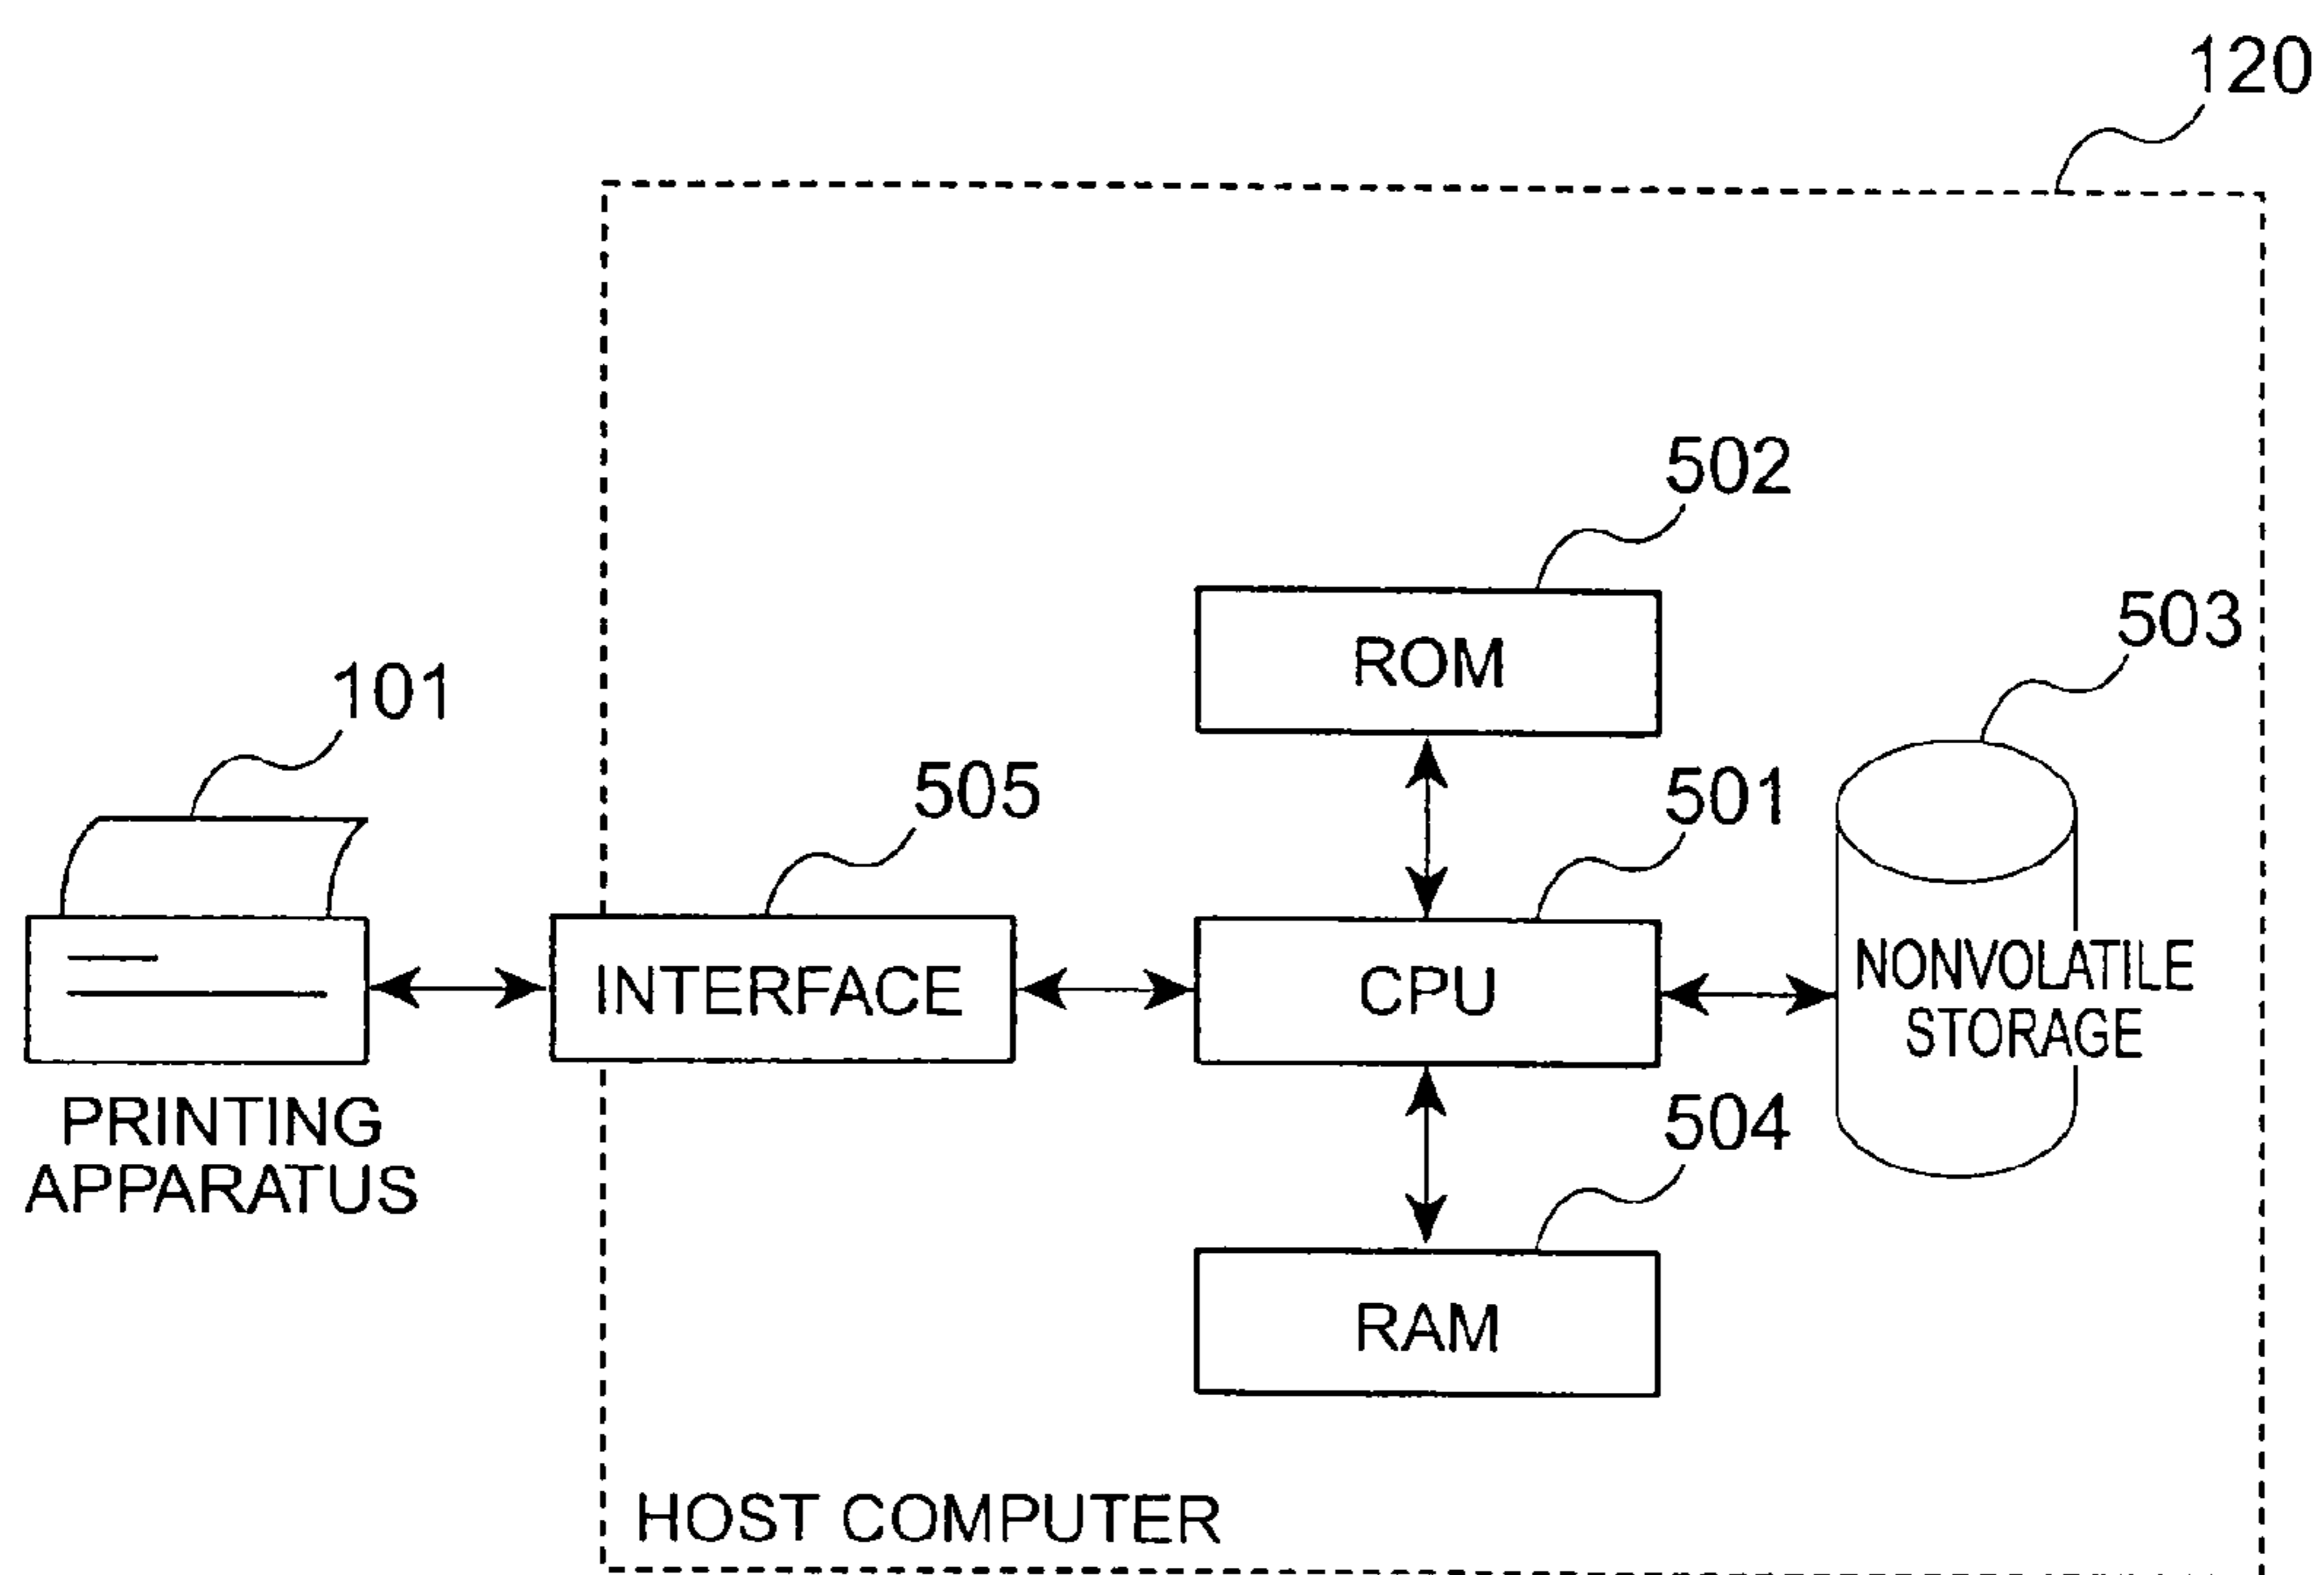 120
502
ROM
503
101
505
501
INTERFACE
CPU
NONVOLATILE
STORAGE
PRINTING
APPARATUS
504
RAM
HOST COMPUTER